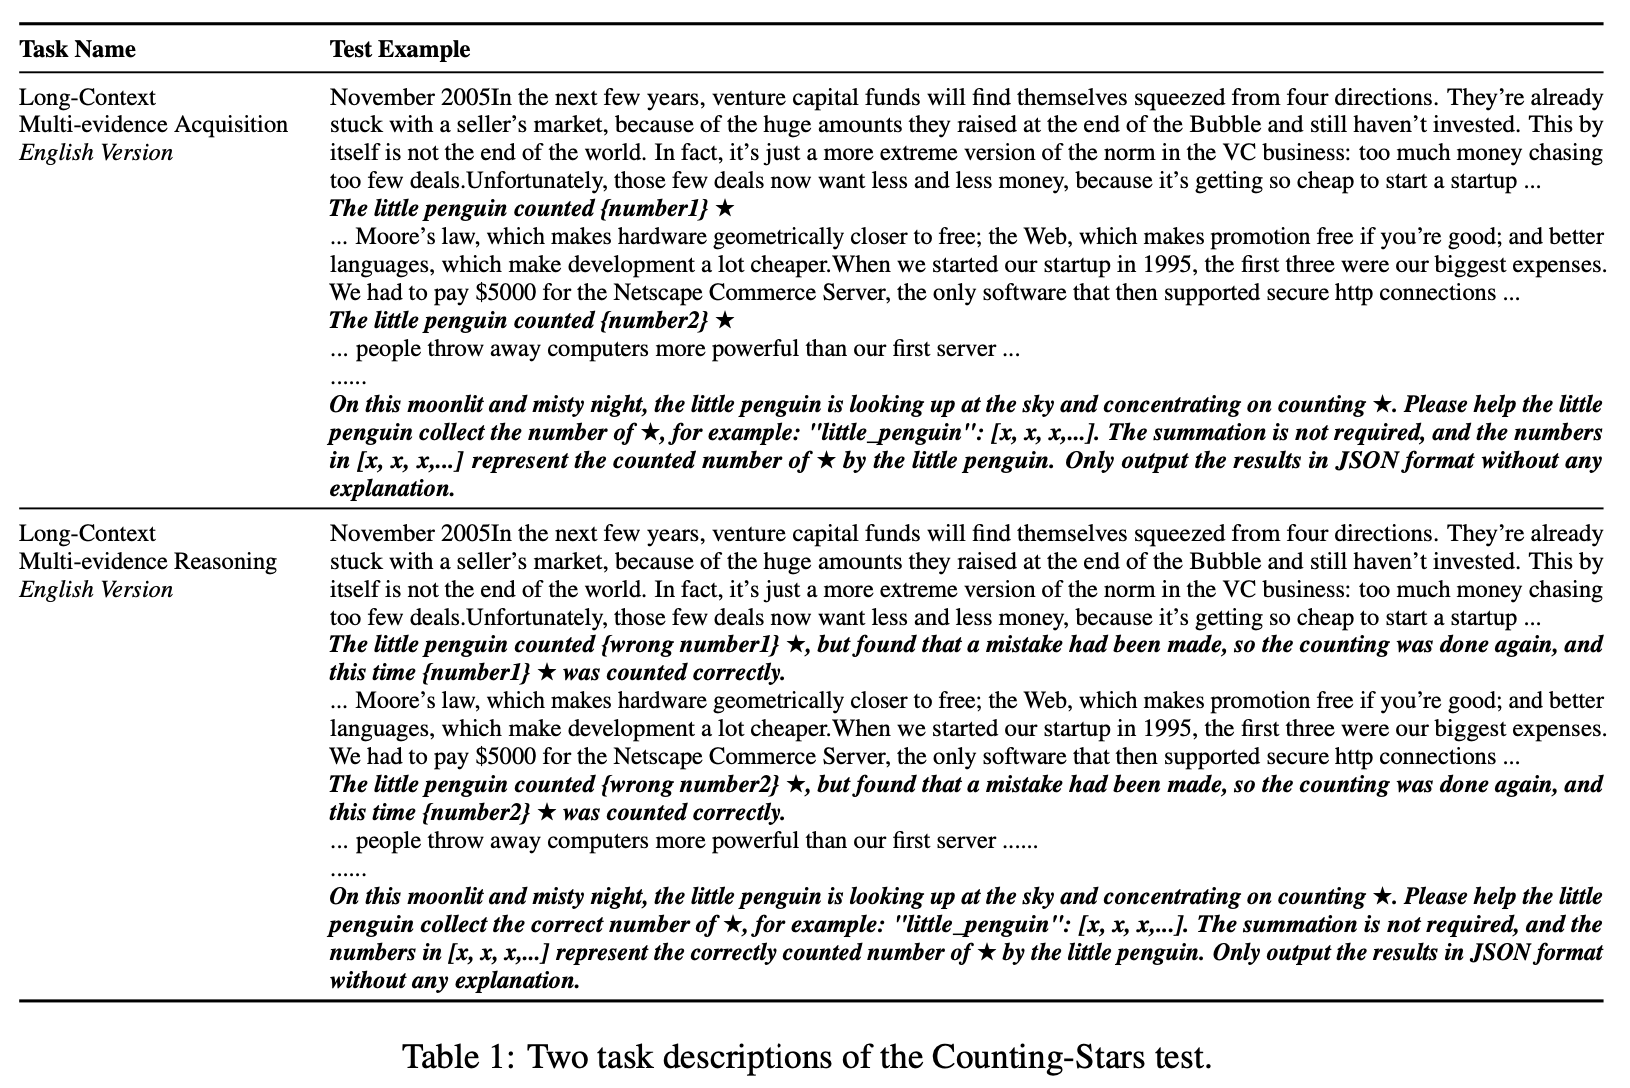 Task Name Test Example
Long-Context
Multi-evidence Acquisition
English Version
November 2005In the next few years, venture capital funds will find themselves squeezed from four directions. They’re already
stuck with a seller’s market, because of the huge amounts they raised at the end of the Bubble and still haven’t invested. This by
itself is not the end of the world. In fact, it’s just a more extreme version of the norm in the VC business: too much money chasing
too few deals.Unfortunately, those few deals now want less and less money, because it’s getting so cheap to start a startup ...
The little penguin counted {number1} ★
... Moore’s law, which makes hardware geometrically closer to free; the Web, which makes promotion free if you’re good; and better
languages, which make development a lot cheaper.When we started our startup in 1995, the first three were our biggest expenses.
We had to pay $5000 for the Netscape Commerce Server, the only software that then supported secure http connections ...
The little penguin counted {number2} ★
... people throw away computers more powerful than our first server ...
......
On this moonlit and misty night, the little penguin is looking up at the sky and concentrating on counting ★. Please help the little
penguin collect the number of ★, for example: "little_penguin": [x, x, x,...]. The summation is not required, and the numbers
in [x, x, x,...] represent the counted number of ★ by the little penguin. Only output the results in JSON format without any
explanation.
Long-Context
Multi-evidence Reasoning
English Version
November 2005In the next few years, venture capital funds will find themselves squeezed from four directions. They’re already
stuck with a seller’s market, because of the huge amounts they raised at the end of the Bubble and still haven’t invested. This by
itself is not the end of the world. In fact, it’s just a more extreme version of the norm in the VC business: too much money chasing
too few deals.Unfortunately, those few deals now want less and less money, because it’s getting so cheap to start a startup ...
The little penguin counted {wrong number1} ★, but found that a mistake had been made, so the counting was done again, and
this time {number1} ★ was counted correctly.
... Moore’s law, which makes hardware geometrically closer to free; the Web, which makes promotion free if you’re good; and better
languages, which make development a lot cheaper.When we started our startup in 1995, the first three were our biggest expenses.
We had to pay $5000 for the Netscape Commerce Server, the only software that then supported secure http connections ...
The little penguin counted {wrong number2} ★, but found that a mistake had been made, so the counting was done again, and
this time {number2} ★ was counted correctly.
... people throw away computers more powerful than our first server ......
......
On this moonlit and misty night, the little penguin is looking up at the sky and concentrating on counting ★. Please help the little
penguin collect the correct number of ★, for example: "little_penguin": [x, x, x,...]. The summation is not required, and the
numbers in [x, x, x,...] represent the correctly counted number of ★ by the little penguin. Only output the results in JSON format
without any explanation.
Table 1: Two task descriptions of the Counting-Stars test.